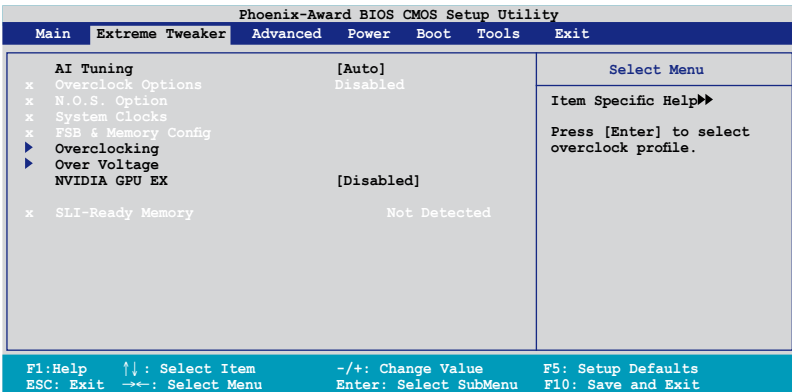 Phoenix-Award BIOS CMOS Setup Utility
Main Extreme Tweaker Advanced Power Boot Tools Exit
AI Tuning [Auto]
x Overclock Options Disabled
x N.O.S. Option
x System Clocks
x FSB & Memory Config
Overclocking
Over Voltage
NVIDIA GPU EX [Disabled]
x SLI-Ready Memory Not Detected
Select Menu
Item Specific Help▶▶
Press [Enter] to select
overclock profile.
F1:Help ↑↓: Select Item -/+: Change Value F5: Setup Defaults
ESC: Exit →←: Select Menu Enter: Select SubMenu F10: Save and Exit